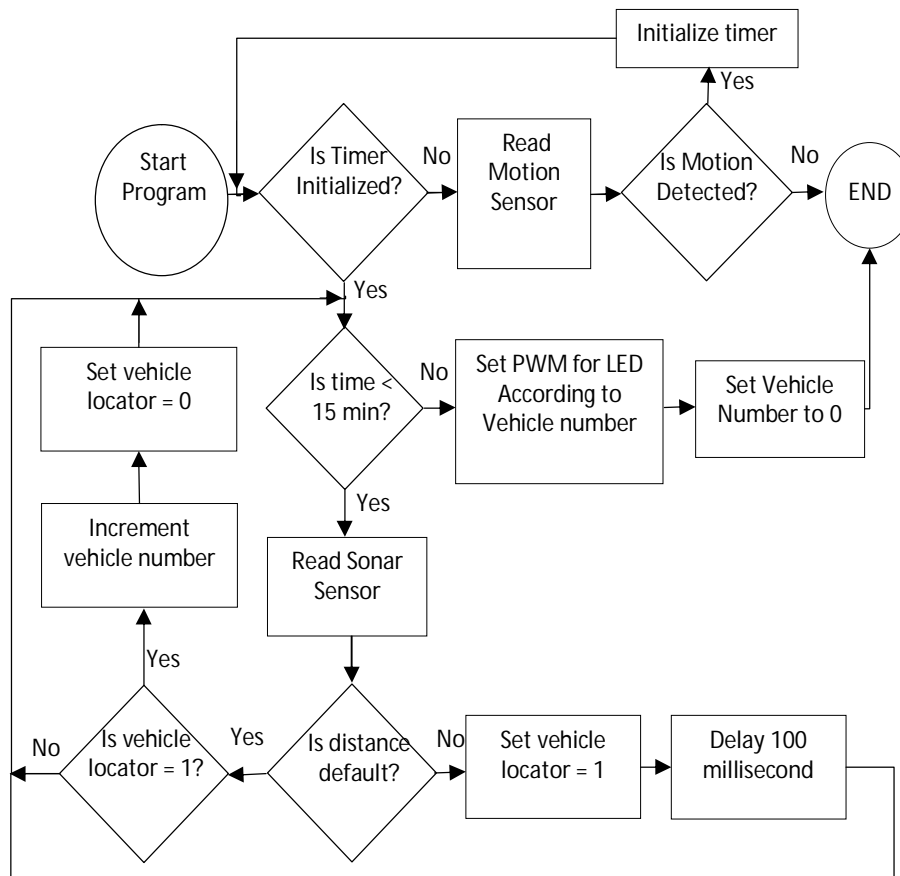 Initialize timer
Yes
Start
Program
Is Timer
Initialized?
No
Read
Motion
Sensor
Is Motion
Detected?
No
END
Yes
Set vehicle
locator = 0
Is time <
15 min?
No
Set PWM for LED
According to
Vehicle number
Set Vehicle
Number to 0
Yes
Increment
vehicle number
Read Sonar
Sensor
Yes
No
Is vehicle
locator = 1?
Yes
Is distance
default?
No
Set vehicle
locator = 1
Delay 100
millisecond